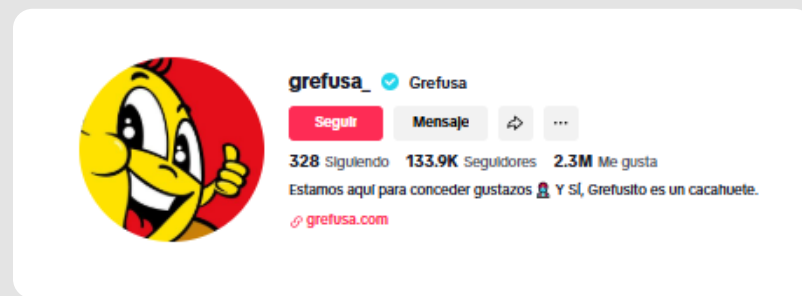 grefusa_ Grefusa
Seguir Mensaje ...
328 Siguiendo 133.9K Seguidores 2.3M Me gusta
Estamos aquí para conceder gustazos 🧞‍♂️ Y SÍ, Grefusito es un cacahuete.
grefusa.com